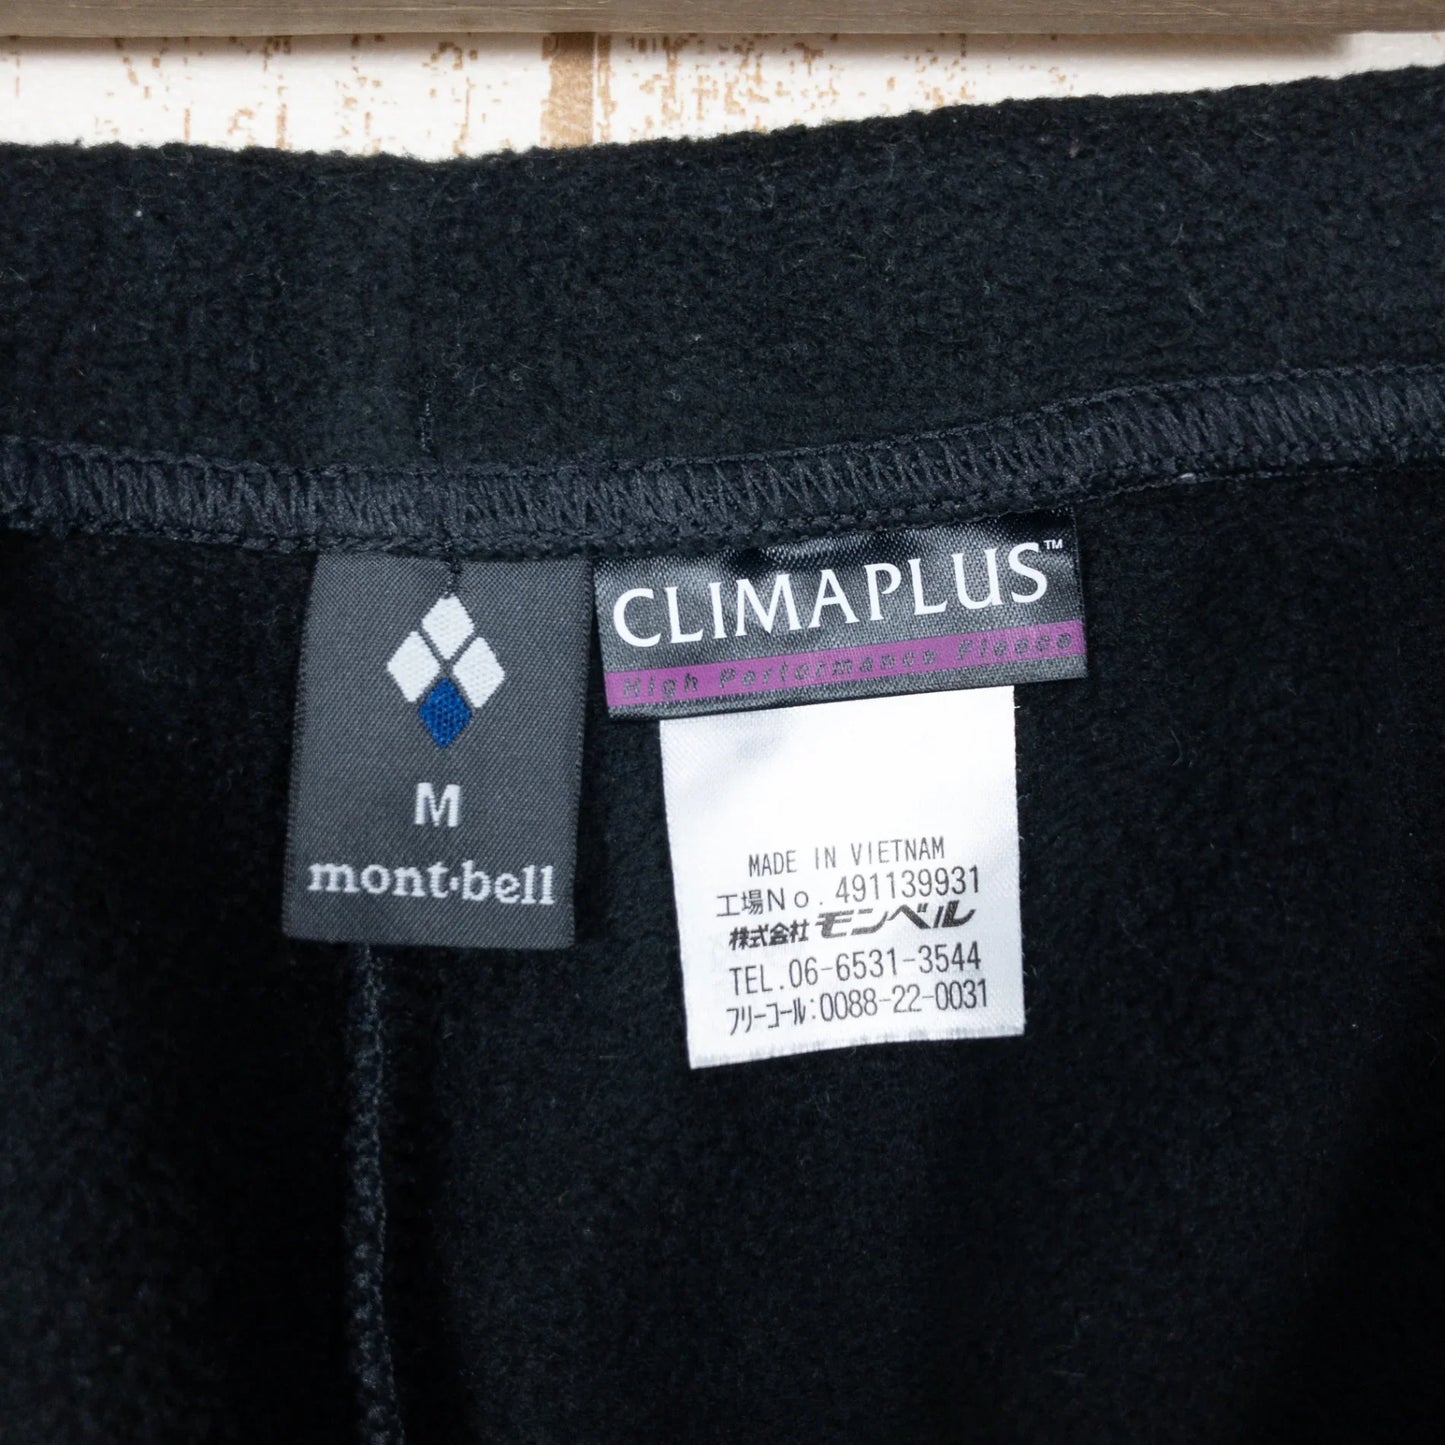 M
mont-bell
CLIMAPLUS™
High Performance Fleece
MADE IN VIETNAM
工場No.491139931
株式会社モンベル
TEL.06-6531-3544
フリーコール:0088-22-0031